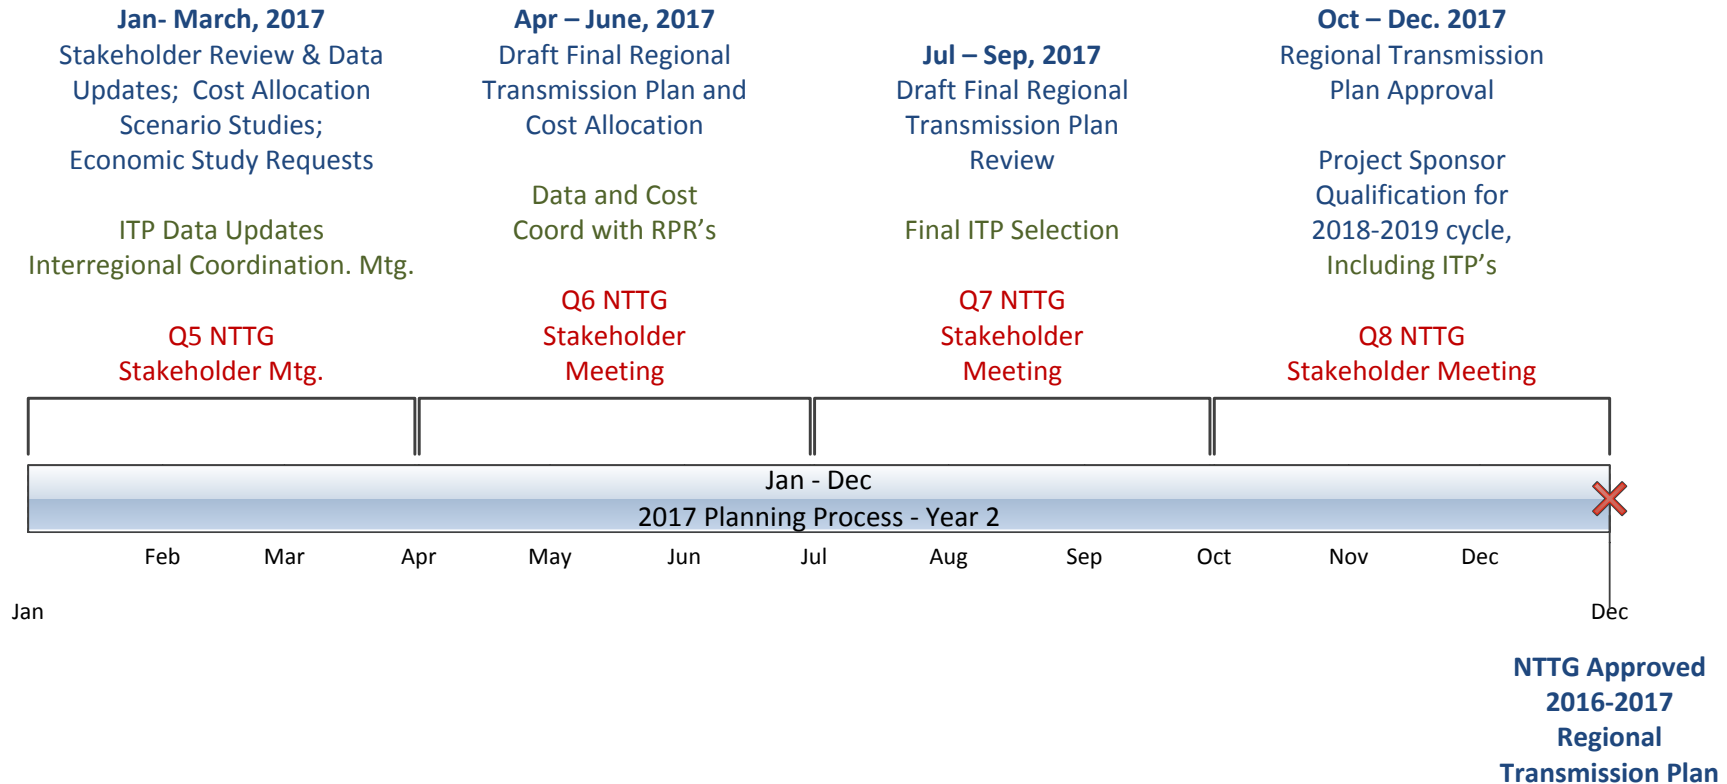 Jan- March, 2017
Stakeholder Review & Data
Updates;  Cost Allocation
Scenario Studies;
Economic Study Requests
ITP Data Updates
Interregional Coordination. Mtg.
Q5 NTTG
Stakeholder Mtg.
Apr – June, 2017
Draft Final Regional
Transmission Plan and
Cost Allocation
Data and Cost
Coord with RPR’s
Q6 NTTG
Stakeholder
Meeting
Jul – Sep, 2017
Draft Final Regional
Transmission Plan
Review
Final ITP Selection
Q7 NTTG
Stakeholder
Meeting
Oct – Dec. 2017
Regional Transmission
Plan Approval
Project Sponsor
Qualification for
2018-2019 cycle,
Including ITP’s
Q8 NTTG
Stakeholder Meeting
Jan - Dec
2017 Planning Process - Year 2
Feb Mar Apr May Jun Jul Aug Sep Oct Nov Dec
Jan Dec
NTTG Approved
2016-2017
Regional
Transmission Plan